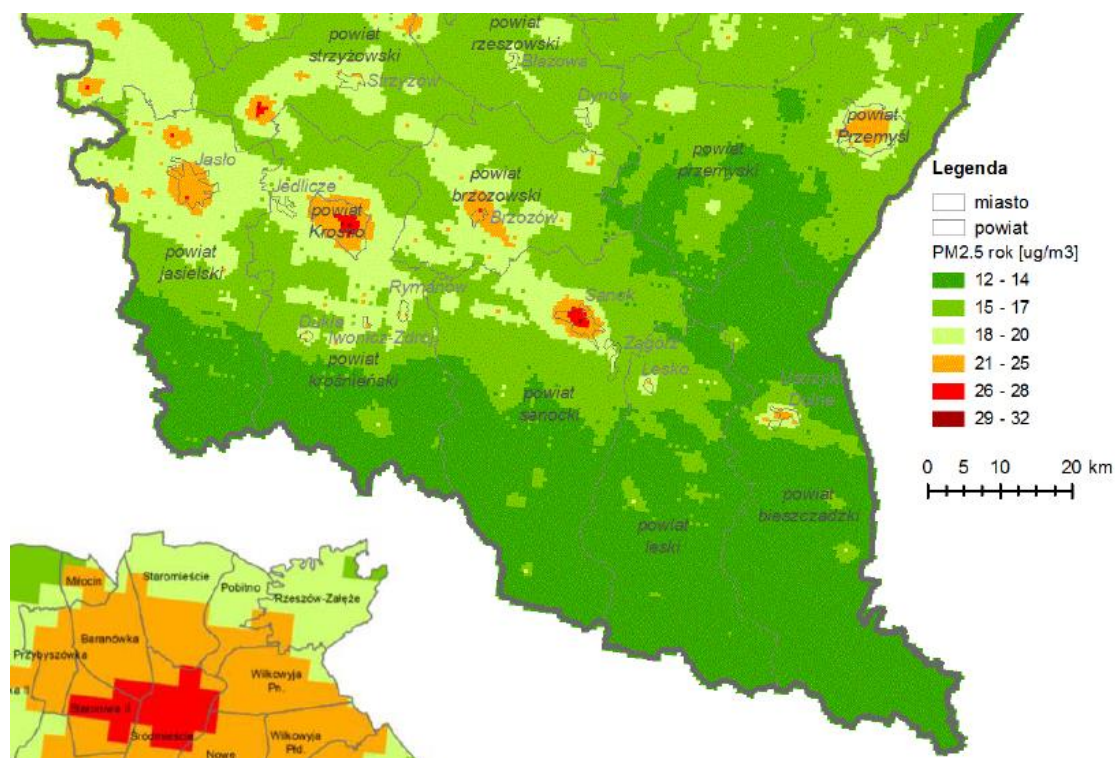 powiat
strzyżowski
Strzyżów
powiat
rzeszowski
Błażowa
Dynów
powiat
Przemyśl
powiat
przemyski
Jasło
Jedlicze
powiat
Krosno
powiat
brzozowski
Brzozów
powiat
jasielski
Rymanów
Dukla
Iwonicz-Zdrój
powiat
krośnieński
Sanok
Zagórz
Lesko
powiat
sanocki
Ustrzyki
Dolne
powiat
leski
powiat
bieszczadzki
Legenda
miasto
powiat
PM2.5 rok [ug/m3]
12 - 14
15 - 17
18 - 20
21 - 25
26 - 28
29 - 32
0 5 10 20 km
Miłocin
Staromieście
Pobitno
Rzeszów-Załęże
Baranówka
Przybyszówka
Wilkowyja
Pn.
Śródmieście
Nowe
Wilkowyja
Płd.